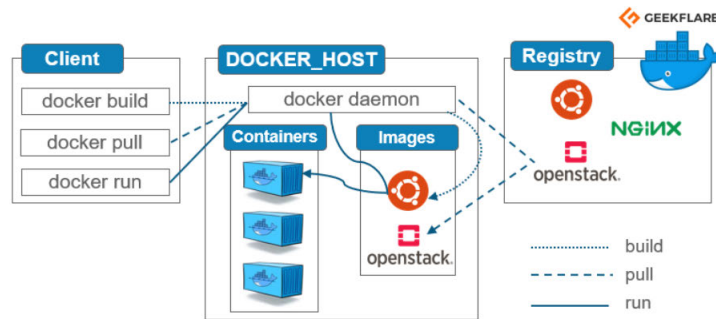 GEEKFLARE
Client
DOCKER_HOST
Registry
docker build
docker pull
docker run
docker daemon
Containers
Images
NGINX
openstack.
openstack.
build
pull
run